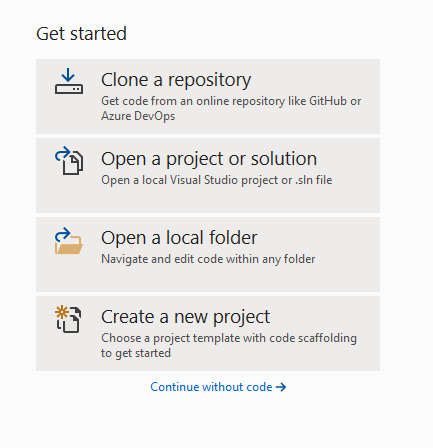 Get started
Clone a repository
Get code from an online repository like GitHub or
Azure DevOps
Open a project or solution
Open a local Visual Studio project or .sln file
Open a local folder
Navigate and edit code within any folder
Create a new project
Choose a project template with code scaffolding
to get started
Continue without code →